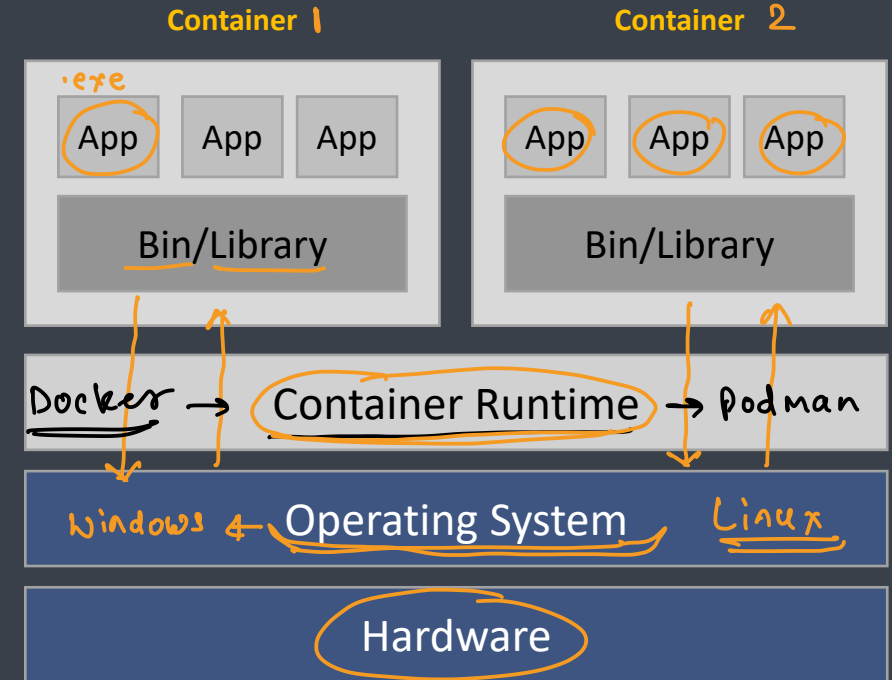 Container 1
Container 2
.exe
App App App
App App App
Bin/Library
Bin/Library
Docker → Container Runtime → podman
Windows ← Operating System Linux
Hardware